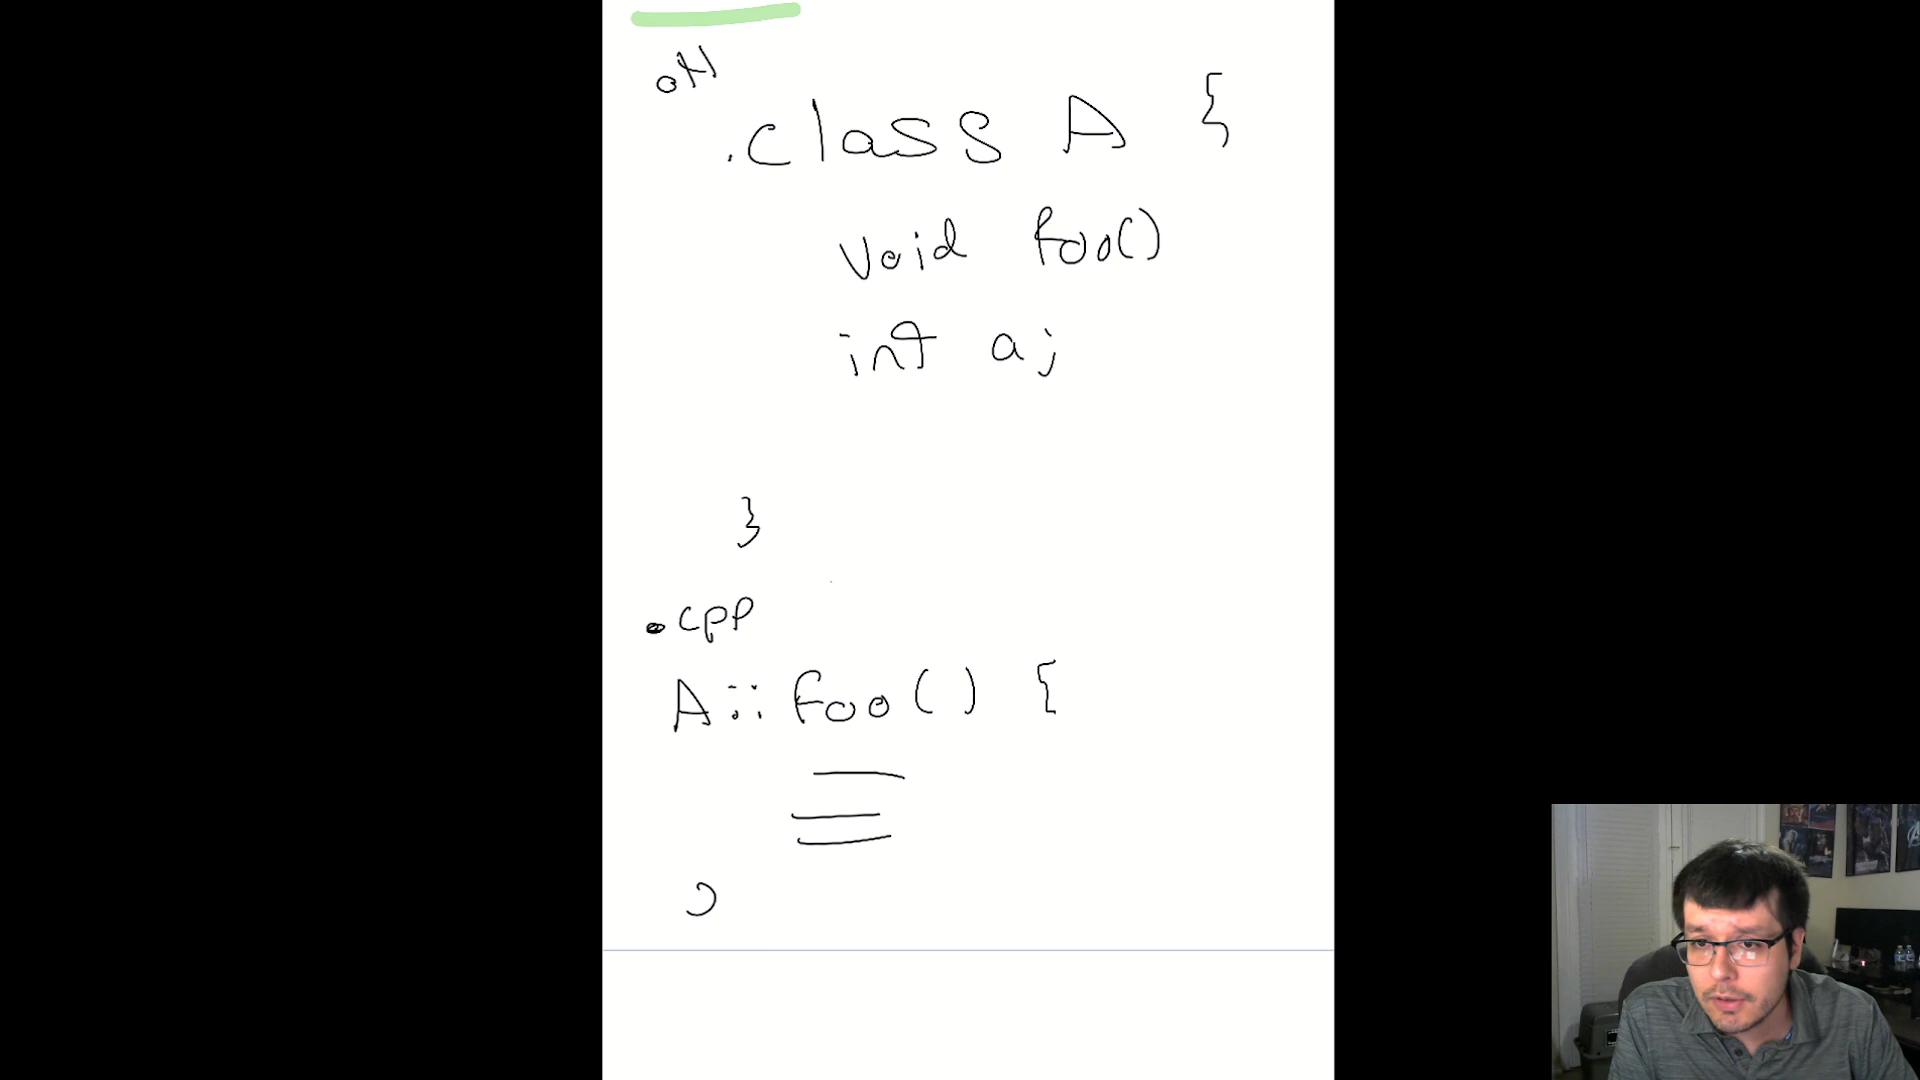 .H
class A {
void foo()
int a;
}
.cpp
A::foo() {
}